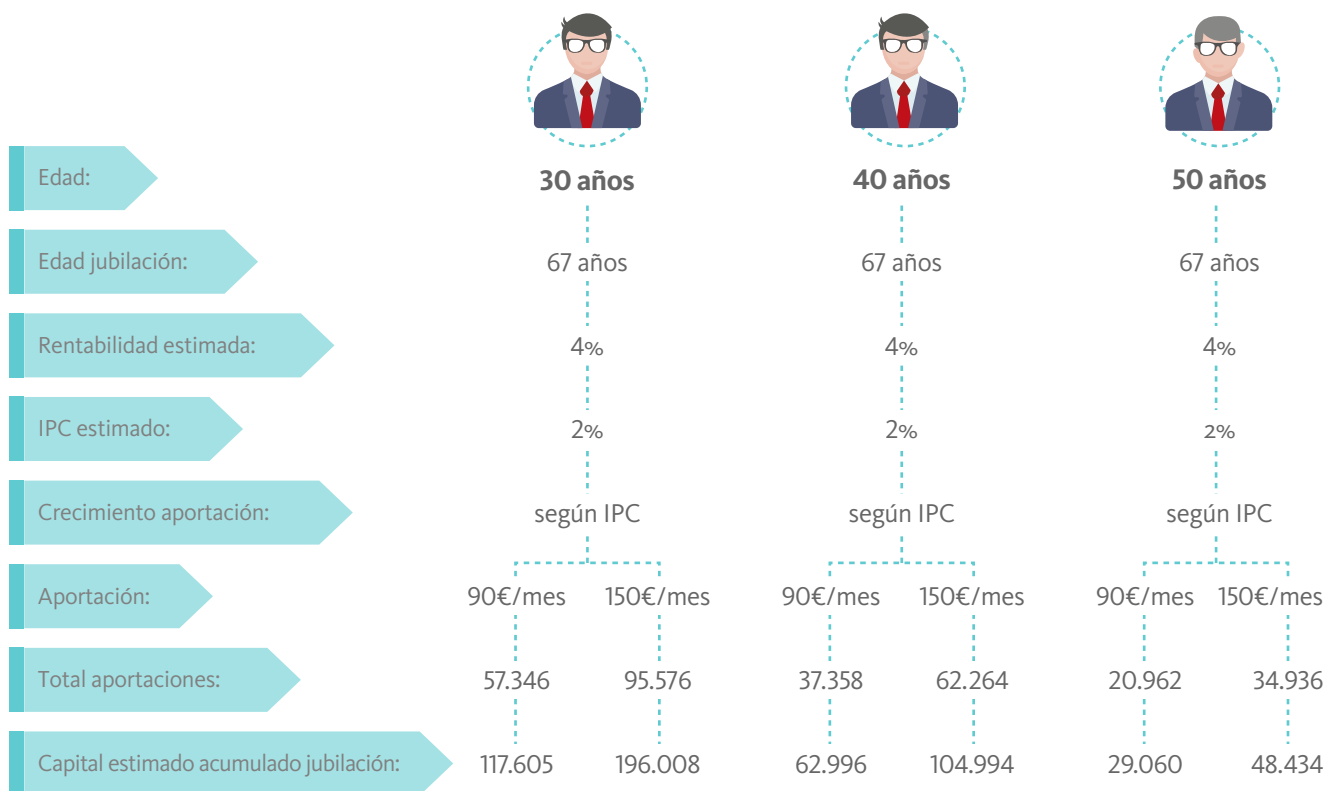 Edad: 30 años 40 años 50 años
Edad jubilación: 67 años 67 años 67 años
Rentabilidad estimada: 4% 4% 4%
IPC estimado: 2% 2% 2%
Crecimiento aportación: según IPC según IPC según IPC
Aportación: 90€/mes 150€/mes 90€/mes 150€/mes 90€/mes 150€/mes
Total aportaciones: 57.346 95.576 37.358 62.264 20.962 34.936
Capital estimado acumulado jubilación: 117.605 196.008 62.996 104.994 29.060 48.434